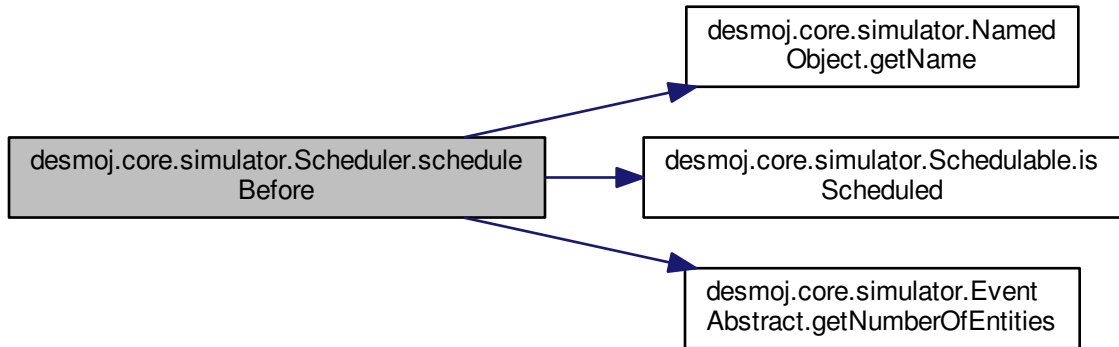 desmoj.core.simulator.Named
Object.getName
desmoj.core.simulator.Scheduler.schedule
Before
desmoj.core.simulator.Schedulable.is
Scheduled
desmoj.core.simulator.Event
Abstract.getNumberOfEntities